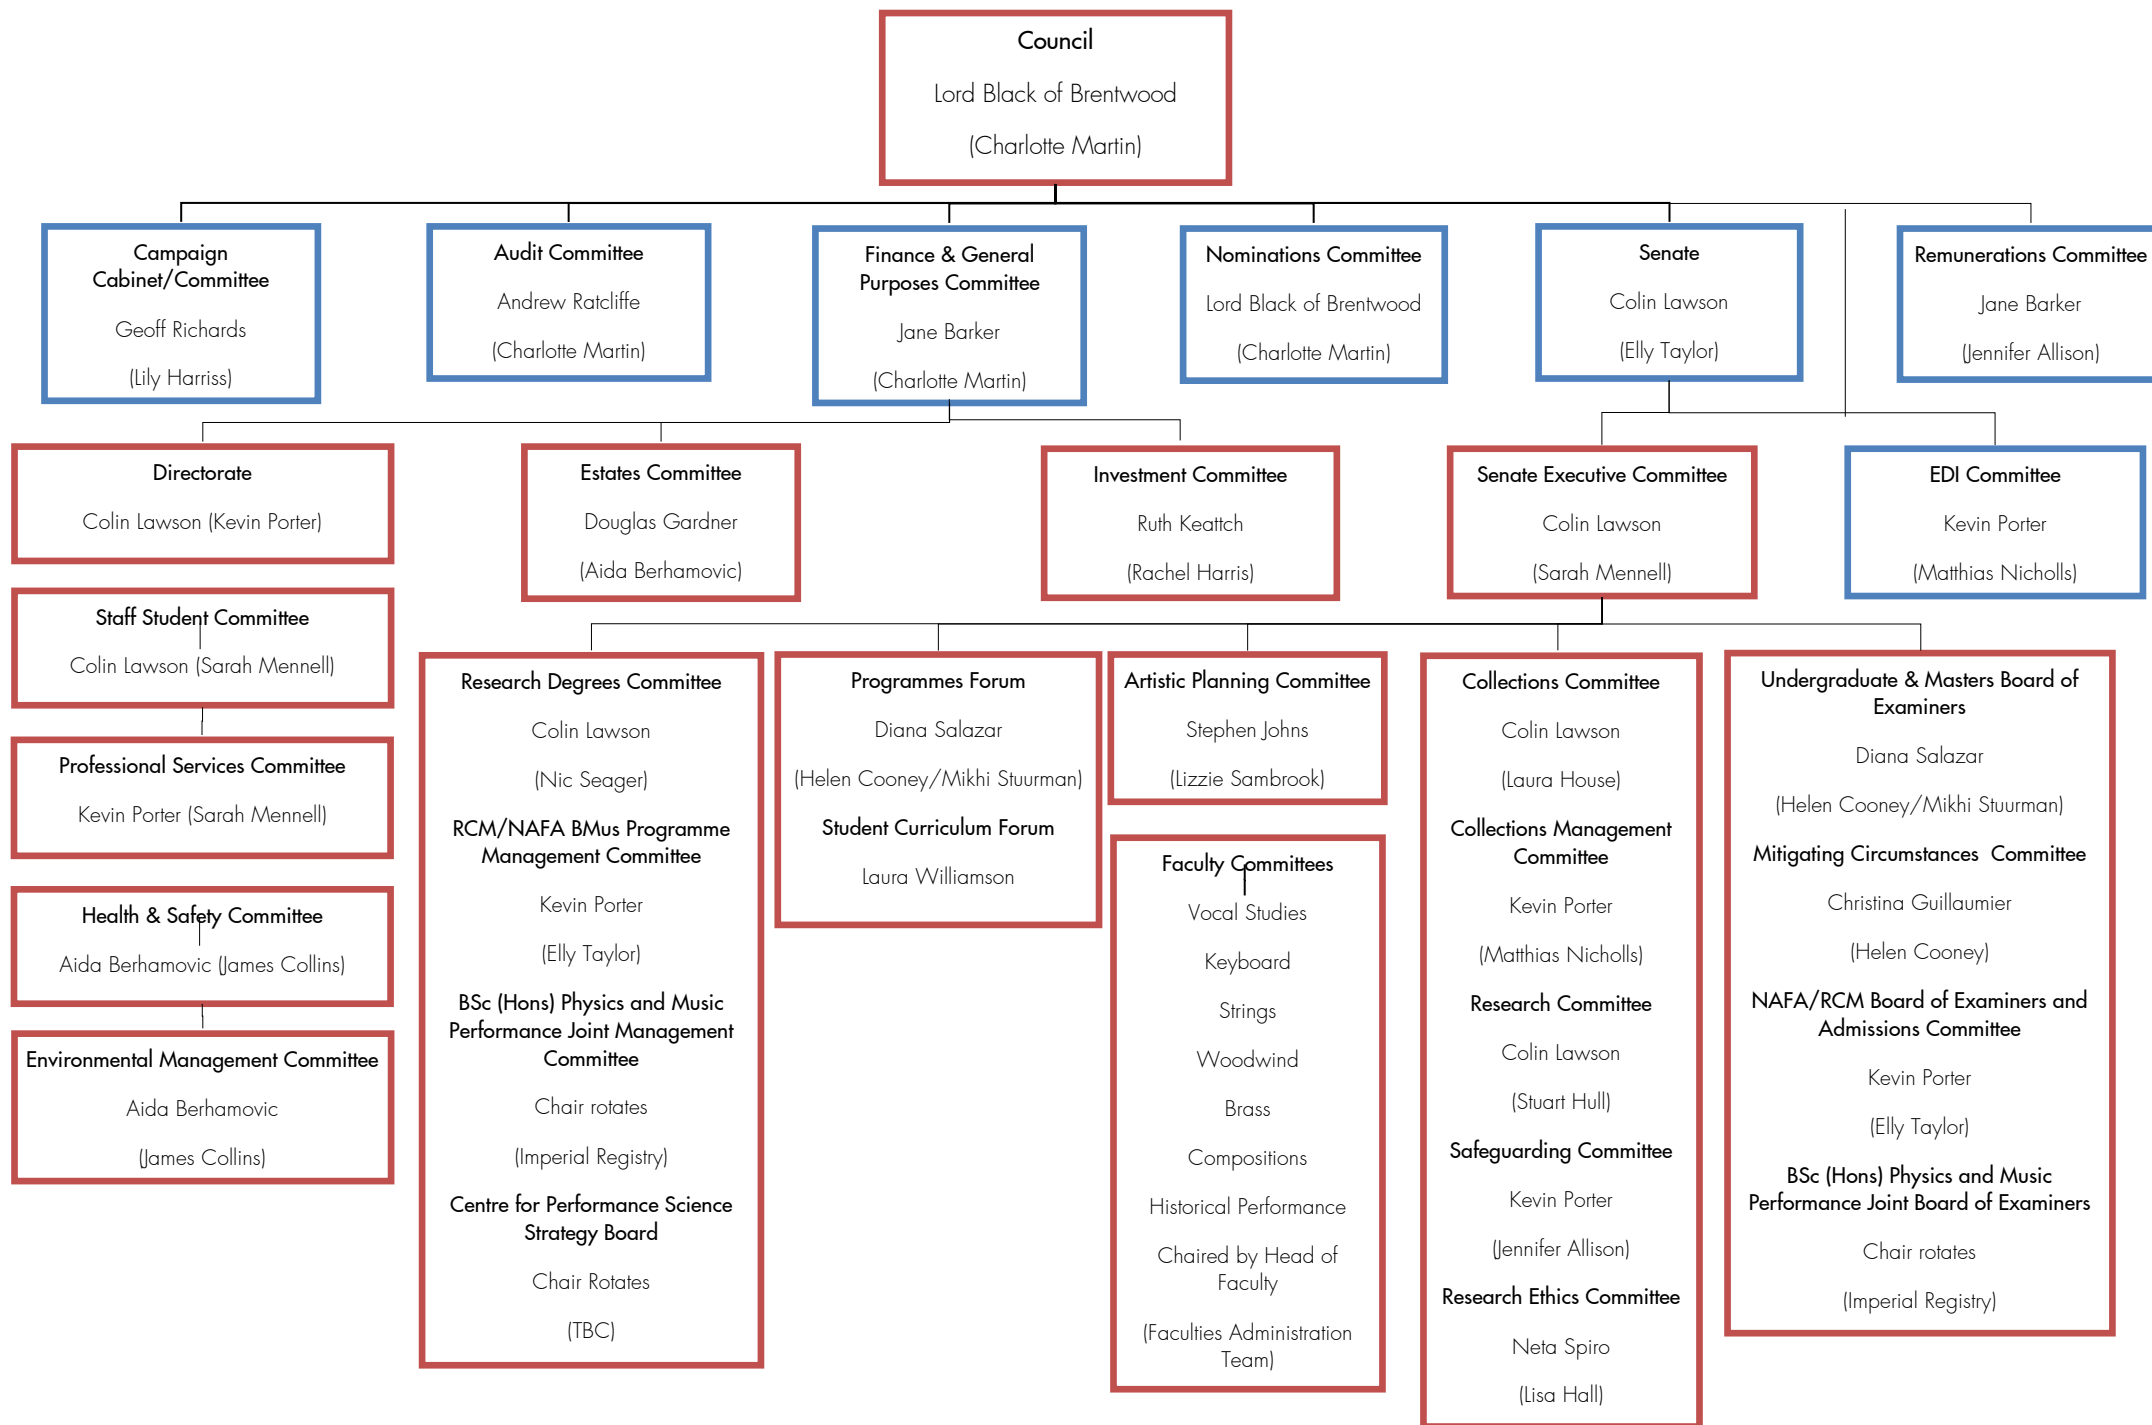 Council
Lord Black of Brentwood
(Charlotte Martin)
Campaign
Cabinet/Committee
Geoff Richards
(Lily Harriss)
Audit Committee
Andrew Ratcliffe
(Charlotte Martin)
Finance & General
Purposes Committee
Jane Barker
(Charlotte Martin)
Nominations Committee
Lord Black of Brentwood
(Charlotte Martin)
Senate
Colin Lawson
(Elly Taylor)
Remunerations Committee
Jane Barker
(Jennifer Allison)
Directorate
Colin Lawson (Kevin Porter)
Estates Committee
Douglas Gardner
(Aida Berhamovic)
Investment Committee
Ruth Keattch
(Rachel Harris)
Senate Executive Committee
Colin Lawson
(Sarah Mennell)
EDI Committee
Kevin Porter
(Matthias Nicholls)
Staff Student Committee
Colin Lawson (Sarah Mennell)
Professional Services Committee
Kevin Porter (Sarah Mennell)
Health & Safety Committee
Aida Berhamovic (James Collins)
Environmental Management Committee
Aida Berhamovic
(James Collins)
Research Degrees Committee
Colin Lawson
(Nic Seager)
RCM/NAFA BMus Programme
Management Committee
Kevin Porter
(Elly Taylor)
BSc (Hons) Physics and Music
Performance Joint Management
Committee
Chair rotates
(Imperial Registry)
Centre for Performance Science
Strategy Board
Chair Rotates
(TBC)
Programmes Forum
Diana Salazar
(Helen Cooney/Mikhi Stuurman)
Student Curriculum Forum
Laura Williamson
Artistic Planning Committee
Stephen Johns
(Lizzie Sambrook)
Faculty Committees
Vocal Studies
Keyboard
Strings
Woodwind
Brass
Compositions
Historical Performance
Chaired by Head of
Faculty
(Faculties Administration
Team)
Collections Committee
Colin Lawson
(Laura House)
Collections Management
Committee
Kevin Porter
(Matthias Nicholls)
Research Committee
Colin Lawson
(Stuart Hull)
Safeguarding Committee
Kevin Porter
(Jennifer Allison)
Research Ethics Committee
Neta Spiro
(Lisa Hall)
Undergraduate & Masters Board of
Examiners
Diana Salazar
(Helen Cooney/Mikhi Stuurman)
Mitigating Circumstances  Committee
Christina Guillaumier
(Helen Cooney)
NAFA/RCM Board of Examiners and
Admissions Committee
Kevin Porter
(Elly Taylor)
BSc (Hons) Physics and Music
Performance Joint Board of Examiners
Chair rotates
(Imperial Registry)